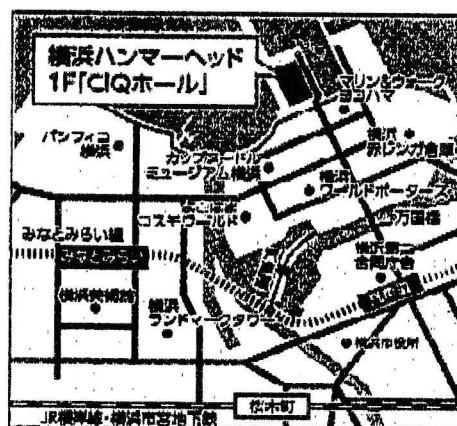 横浜ハンマーヘッド
1F「CIQホール」
マリン&ウォーク
ヨコハマ
パシフィコ
横浜
カップヌードル
ミュージアム横浜
横浜
赤レンガ倉庫
横浜
ワールドポーターズ
よこはま
コスモワールド
万国橋
みなとみらい線
みなとみらい
横浜第二
合同庁舎
横浜美術館
横浜
ランドマークタワー
馬車道
横浜市役所
桜木町
JR根岸線・横浜市営地下鉄